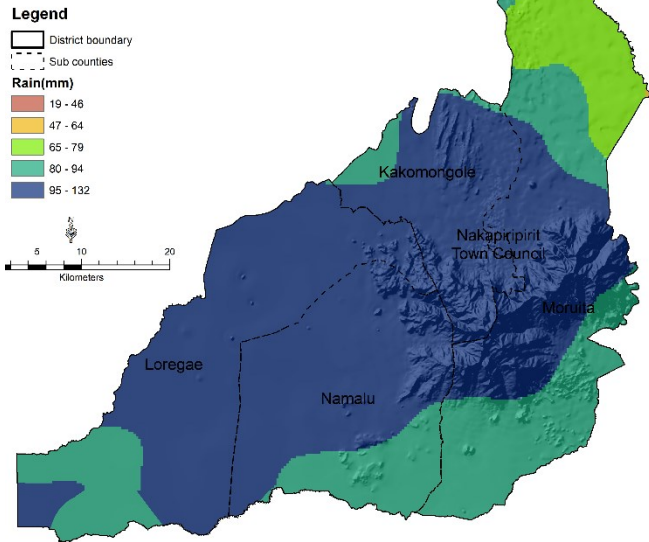 Legend
District boundary
Sub counties
Rain(mm)
19 - 46
47 - 64
65 - 79
80 - 94
95 - 132
5 10 20
Kilometers
Kakomongole
Nakapiripirit
Town Council
Moruita
Loregae
Namalu